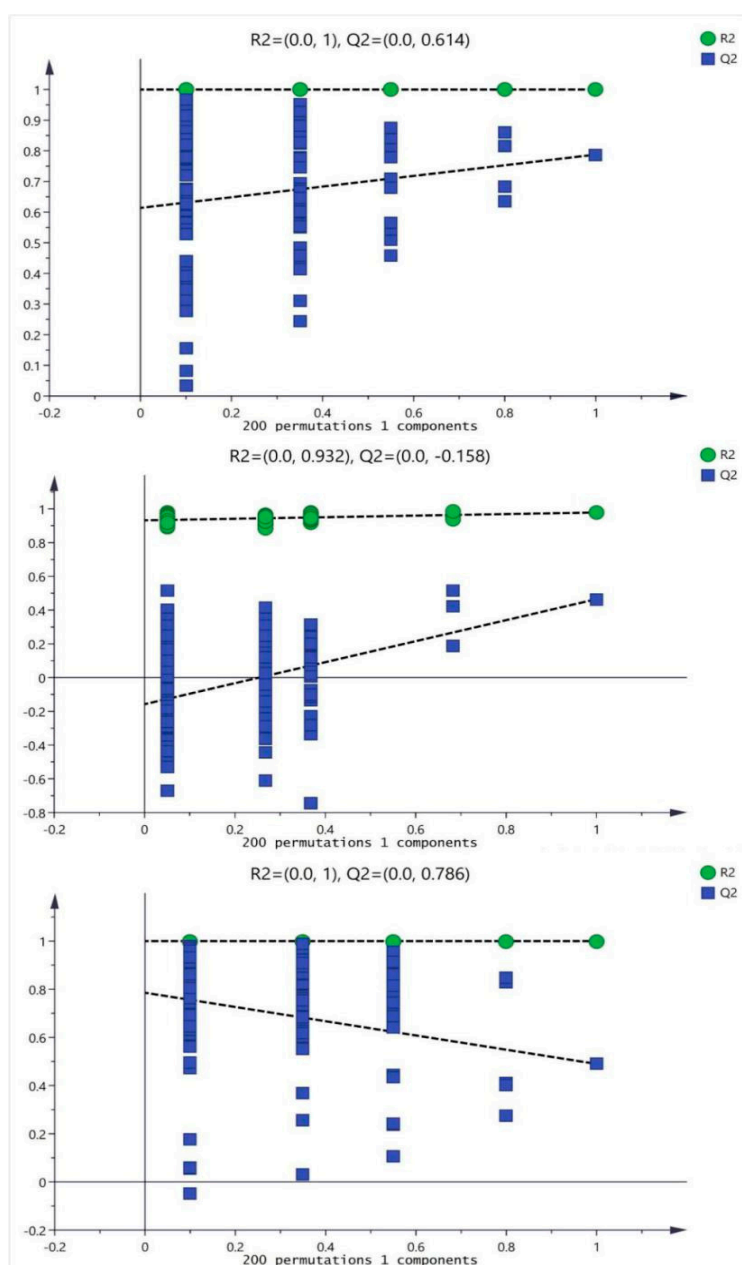 R2=(0.0, 1), Q2=(0.0, 0.614)
R2
Q2
1
0.9
0.8
0.7
0.6
0.5
0.4
0.3
0.2
0.1
0
-0.2 0 0.2 0.4 0.6 0.8 1
200 permutations 1 components
R2=(0.0, 0.932), Q2=(0.0, -0.158)
R2
Q2
1
0.8
0.6
0.4
0.2
0
-0.2
-0.4
-0.6
-0.8
-0.2 0 0.2 0.4 0.6 0.8 1
200 permutations 1 components
R2=(0.0, 1), Q2=(0.0, 0.786)
R2
Q2
1
0.8
0.6
0.4
0.2
0
-0.2
-0.2 0 0.2 0.4 0.6 0.8 1
200 permutations 1 components